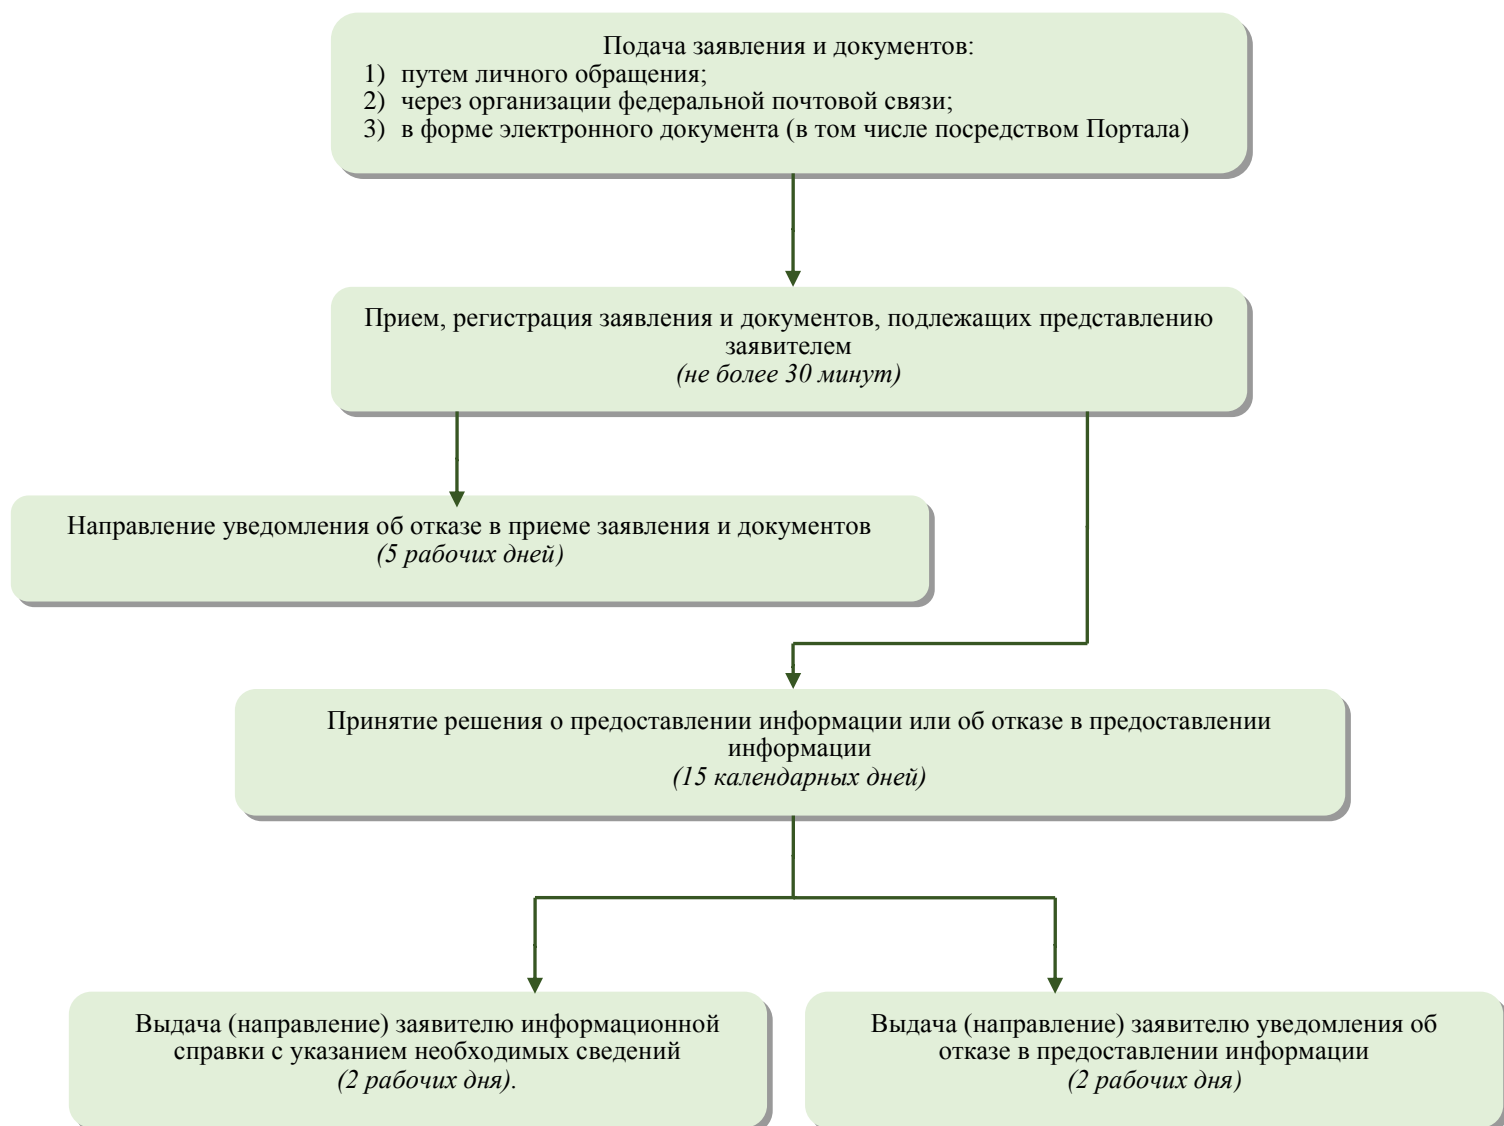 Подача заявления и документов:
1) путем личного обращения;
2) через организации федеральной почтовой связи;
3) в форме электронного документа (в том числе посредством Портала)
Прием, регистрация заявления и документов, подлежащих представлению
заявителем
(не более 30 минут)
Направление уведомления об отказе в приеме заявления и документов
(5 рабочих дней)
Принятие решения о предоставлении информации или об отказе в предоставлении
информации
(15 календарных дней)
Выдача (направление) заявителю информационной
справки с указанием необходимых сведений
(2 рабочих дня).
Выдача (направление) заявителю уведомления об
отказе в предоставлении информации
(2 рабочих дня)